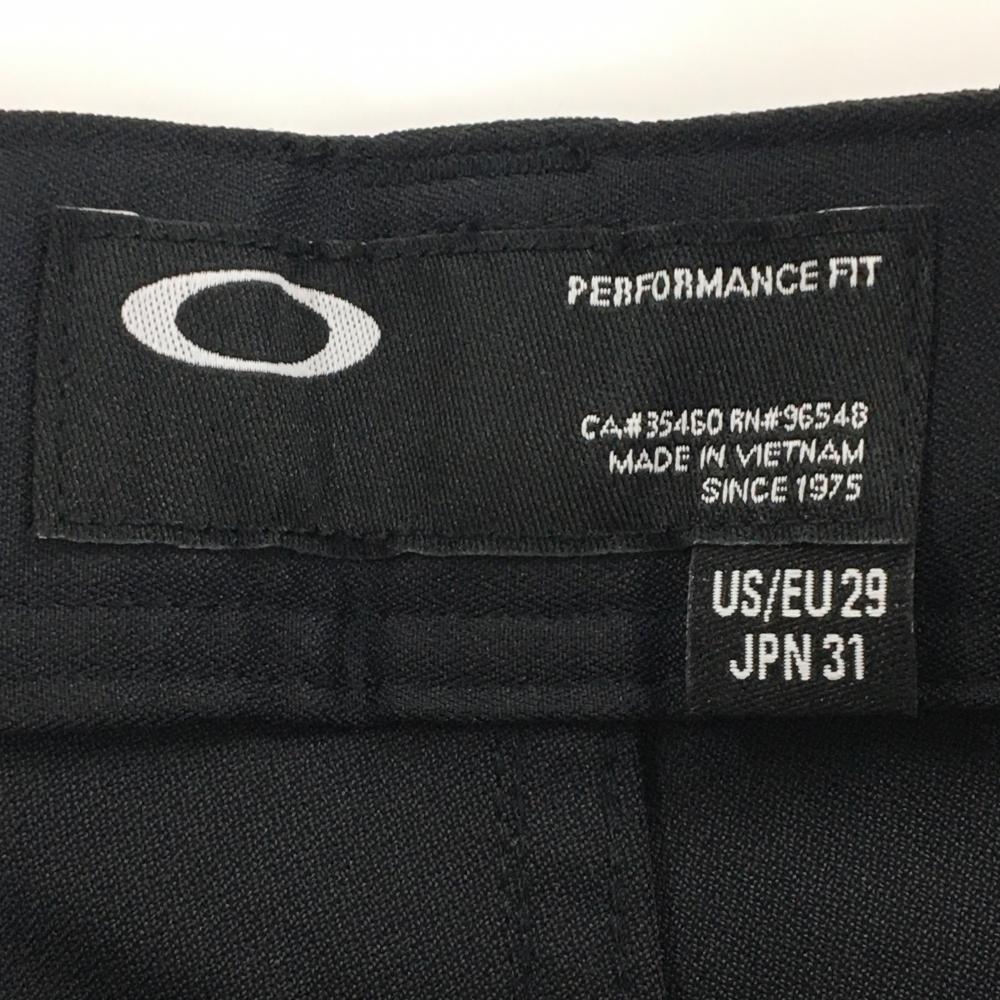 PERFORMANCE FIT
CA#35460 RN#96548
MADE IN VIETNAM
SINCE 1975
US/EU 29
JPN 31